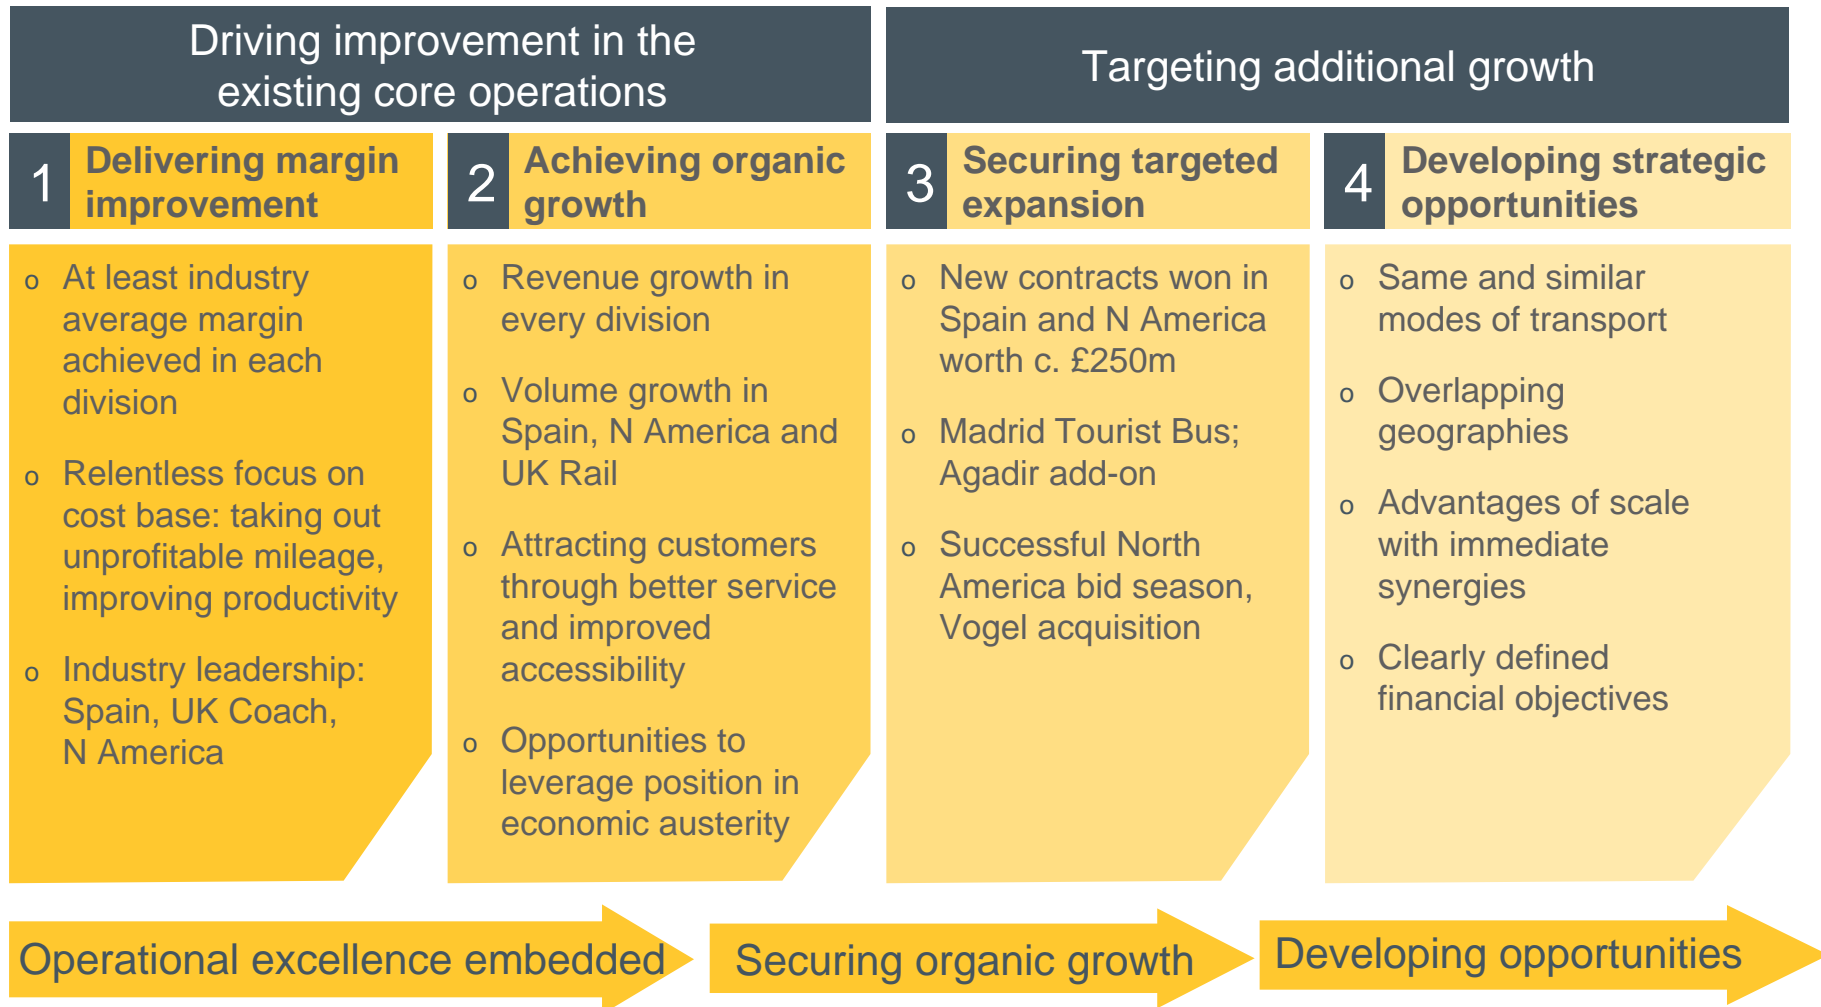 Driving improvement in the
existing core operations
Targeting additional growth
1
Delivering margin
improvement
2
Achieving organic
growth
3
Securing targeted
expansion
4
Developing strategic
opportunities
o At least industry
average margin
achieved in each
division
o Relentless focus on
cost base: taking out
unprofitable mileage,
improving productivity
o Industry leadership:
Spain, UK Coach,
N America
o Revenue growth in
every division
o Volume growth in
Spain, N America and
UK Rail
o Attracting customers
through better service
and improved
accessibility
o Opportunities to
leverage position in
economic austerity
o New contracts won in
Spain and N America
worth c. £250m
o Madrid Tourist Bus;
Agadir add-on
o Successful North
America bid season,
Vogel acquisition
o Same and similar
modes of transport
o Overlapping
geographies
o Advantages of scale
with immediate
synergies
o Clearly defined
financial objectives
Operational excellence embedded
Securing organic growth
Developing opportunities